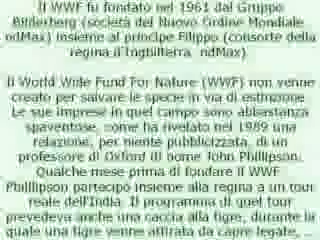 Il WWF fu fondato nel 1961 dal Gruppo
Bilderberg (società del Nuovo Ordine Mondiale
ndMax) insieme al principe Filippo (consorte della
regina d'Inghilterra, ndMax).
Il World Wide Fund For Nature (WWF) non venne
creato per salvare le specie in via di estinzione.
Le sue imprese in quel campo sono abbastanza
spaventose, come ha rivelato nel 1989 una
relazione, per niente pubblicizzata, di un
professore di Oxford di nome John Phillipson.
Qualche mese prima di fondare il WWF
Philllipson partecipò insieme alla regina a un tour
reale dell'India. Il programma di quel tour
prevedeva anche una caccia alla tigre, durante la
quale una tigre venne attirata da capre legate, ...